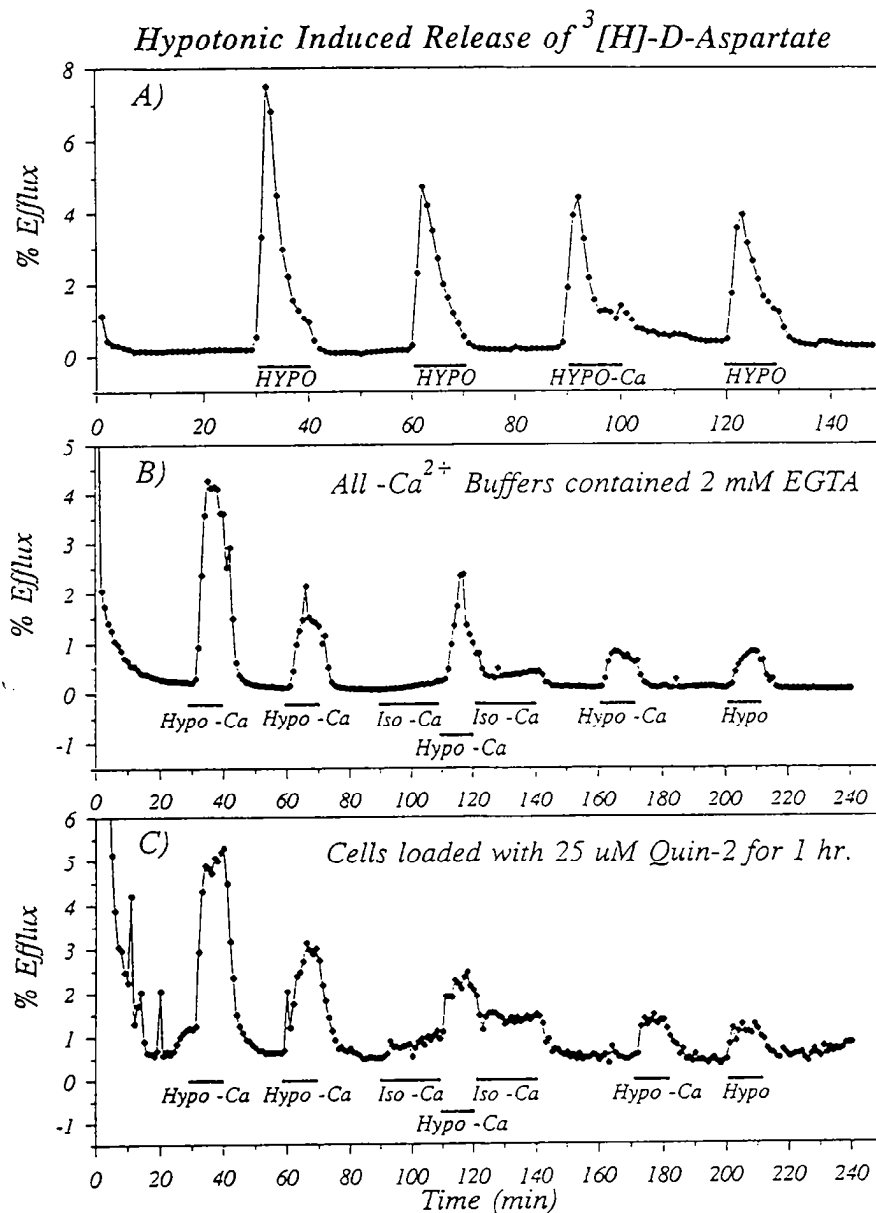 Hypotonic Induced Release of ³[H]-D-Aspartate
A)
% Efflux
8
6
4
2
0
HYPO HYPO HYPO-Ca HYPO
0 20 40 60 80 100 120 140
B) All -Ca²⁺ Buffers contained 2 mM EGTA
% Efflux
5
4
3
2
1
0
-1
Hypo -Ca Hypo -Ca Iso -Ca Iso -Ca Hypo -Ca Hypo
Hypo -Ca
0 20 40 60 80 100 120 140 160 180 200 220 240
C) Cells loaded with 25 uM Quin-2 for 1 hr.
% Efflux
6
5
4
3
2
1
0
-1
Hypo -Ca Hypo -Ca Iso -Ca Iso -Ca Hypo -Ca Hypo
Hypo -Ca
0 20 40 60 80 100 120 140 160 180 200 220 240
Time (min)